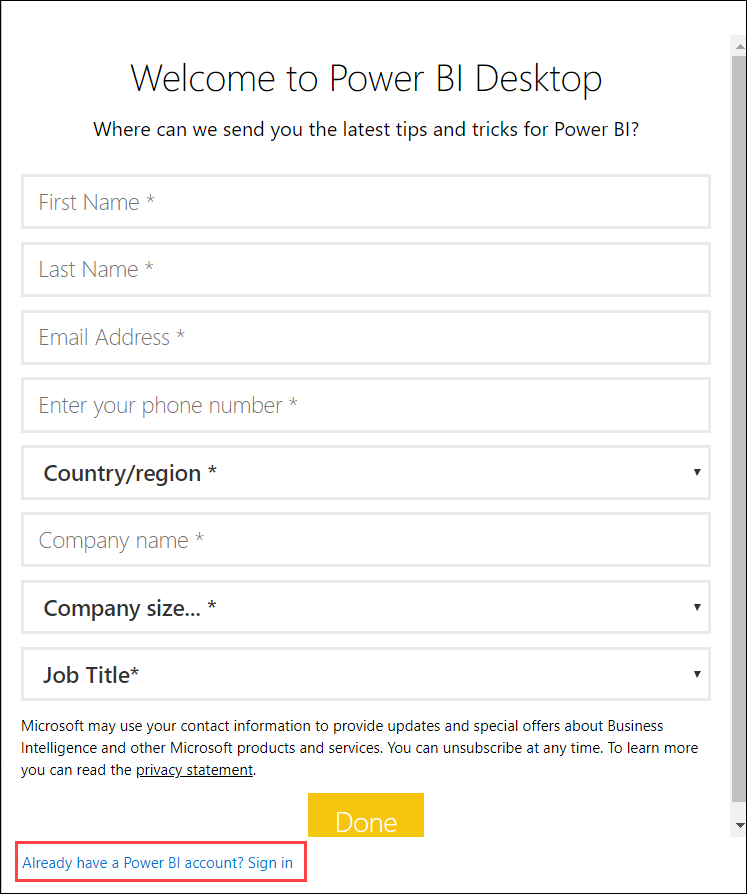 Welcome to Power BI Desktop
Where can we send you the latest tips and tricks for Power BI?
First Name *
Last Name *
Email Address *
Enter your phone number *
Country/region *
Company name *
Company size... *
Job Title*
Microsoft may use your contact information to provide updates and special offers about Business
Intelligence and other Microsoft products and services. You can unsubscribe at any time. To learn more
you can read the privacy statement.
Done
Already have a Power BI account? Sign in